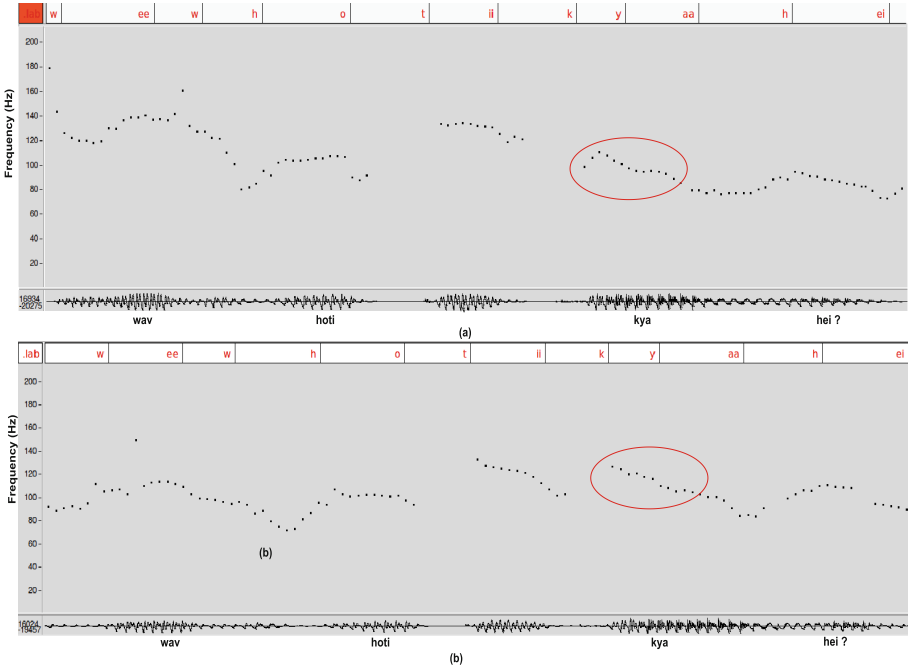 .lab w ee w h o t ii k y aa h ei
Frequency (Hz)
200
180
160
140
120
100
80
60
40
20
16934
-20275
wav hoti kya hei ?
(a)
.lab w ee w h o t ii k y aa h ei
Frequency (Hz)
200
180
160
140
120
100
80
60
40
20
(b)
16024
-19457
wav hoti kya hei ?
(b)